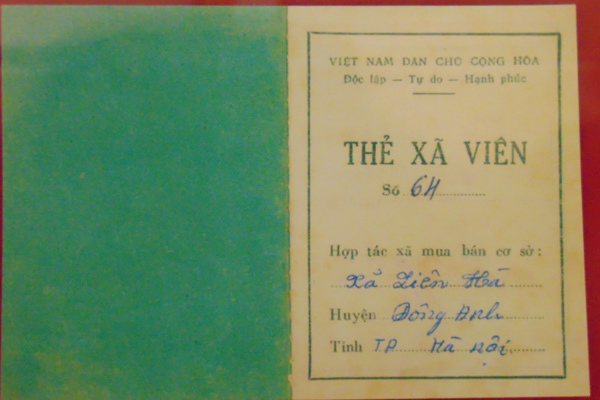 VIỆT NAM DÂN CHỦ CỘNG HÒA
Độc lập — Tự do — Hạnh phúc
THẺ XÃ VIÊN
Số 64
Hợp tác xã mua bán cơ sở :
Xã Liên Hà
Huyện Đông Anh
Tỉnh T.P Hà Nội